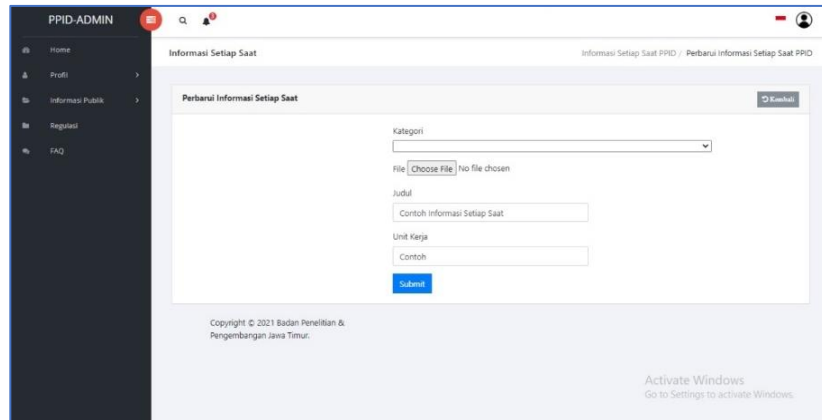 PPID-ADMIN
Home
Profil
Informasi Publik
Regulasi
FAQ
Informasi Setiap Saat
Informasi Setiap Saat PPID / Perbarui Informasi Setiap Saat PPID
Perbarui Informasi Setiap Saat
Kembali
Kategori
File Choose File No file chosen
Judul
Contoh Informasi Setiap Saat
Unit Kerja
Contoh
Submit
Copyright © 2021 Badan Penelitian &
Pengembangan Jawa Timur.
Activate Windows
Go to Settings to activate Windows.